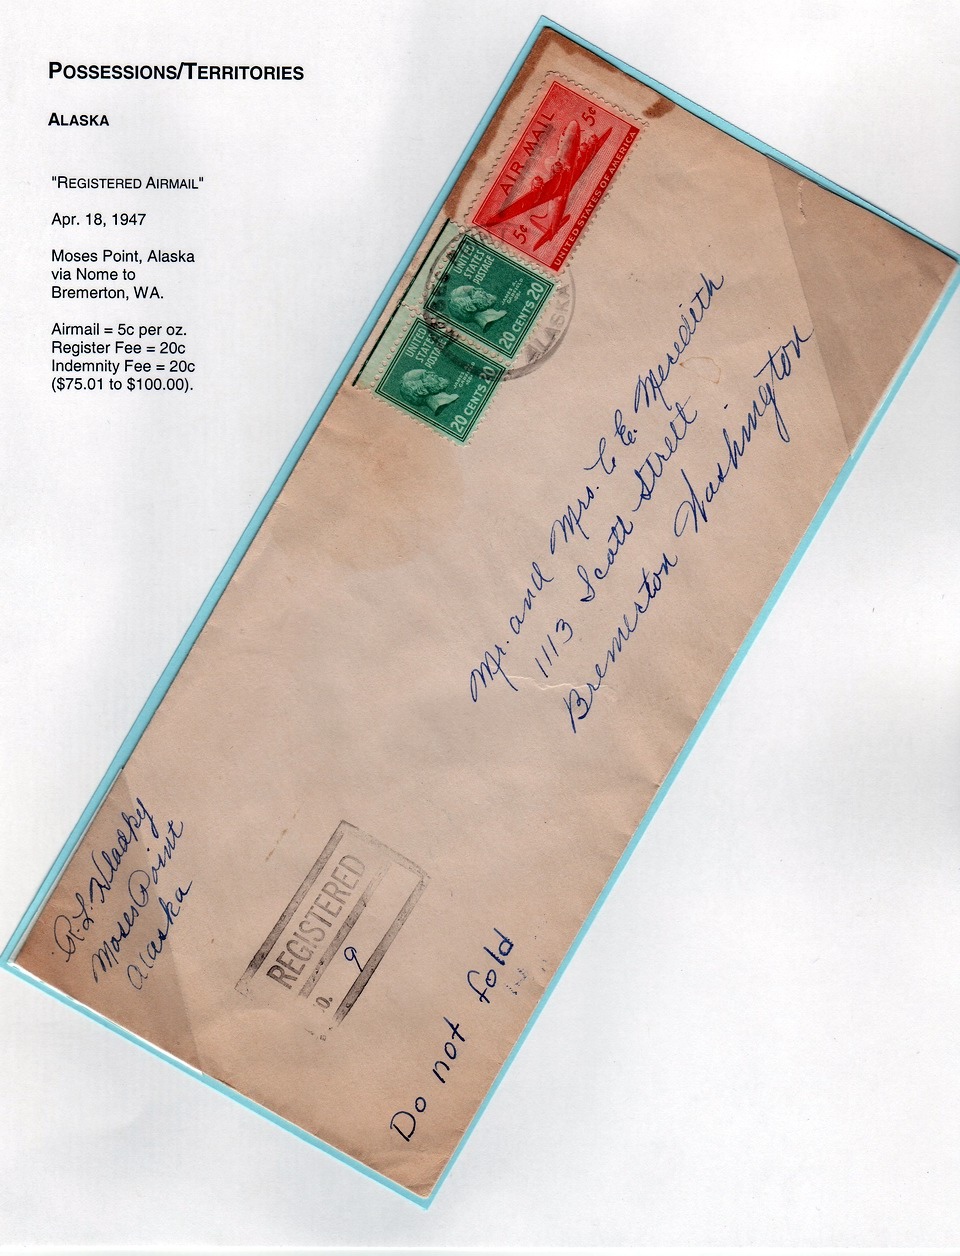 POSSESSIONS/TERRITORIES
ALASKA
"REGISTERED AIRMAIL"
Apr. 18, 1947
Moses Point, Alaska
via Nome to
Bremerton, WA.
Airmail = 5c per oz.
Register Fee = 20c
Indemnity Fee = 20c
($75.01 to $100.00).
AIR MAIL
5¢ 5¢
UNITED STATES OF AMERICA
UNITED
STATES
POSTAGE
20 CENTS 20
UNITED
STATES
POSTAGE
20 CENTS 20
ALASKA
Mr. and Mrs. C. E. Meredith
1113 Scott Street
Bremerton Washington
R. L. Hladky
Moses Point
Alaska
REGISTERED
9
Do not fold